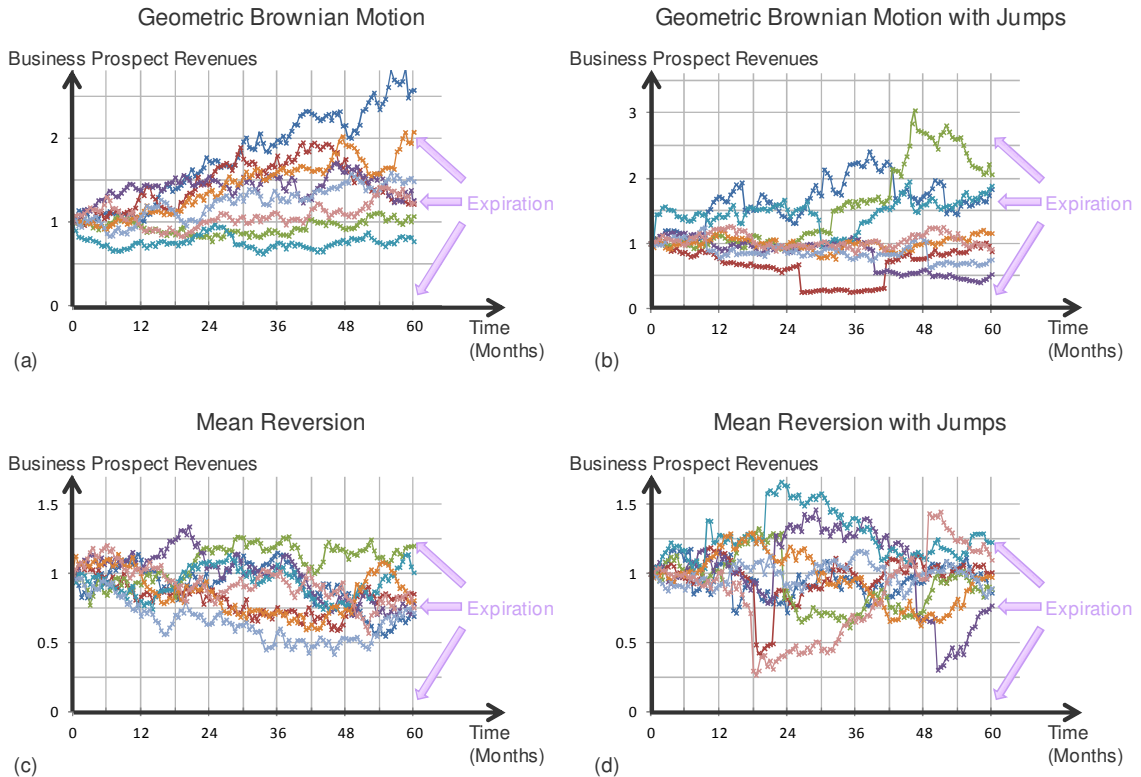 Geometric Brownian Motion
Business Prospect Revenues
2
1
0
0 12 24 36 48 60
Expiration
Time
(Months)
(a)
Geometric Brownian Motion with Jumps
Business Prospect Revenues
3
2
1
0
0 12 24 36 48 60
Expiration
Time
(Months)
(b)
Mean Reversion
Business Prospect Revenues
1.5
1
0.5
0
0 12 24 36 48 60
Expiration
Time
(Months)
(c)
Mean Reversion with Jumps
Business Prospect Revenues
1.5
1
0.5
0
0 12 24 36 48 60
Expiration
Time
(Months)
(d)